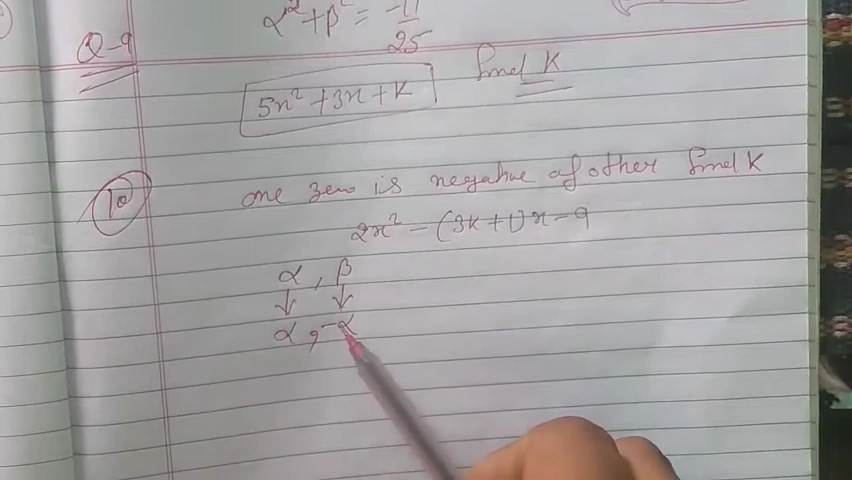 α² + β² = -11/25
Q-9
5x² + 3x + k find K
10 one zero is negative of other find K
2x² - (3k + 1)x - 9
α , β
↓ ↓
α , -α